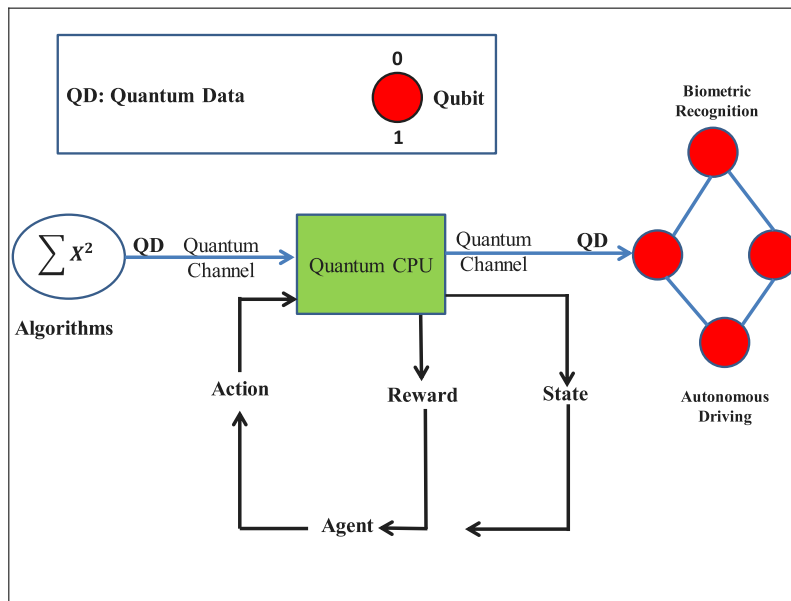 0
QD: Quantum Data
Qubit
1
Biometric
Recognition
∑ X²
QD
Quantum
Channel
Quantum CPU
Quantum
Channel
QD
Algorithms
Action
Reward
State
Autonomous
Driving
Agent